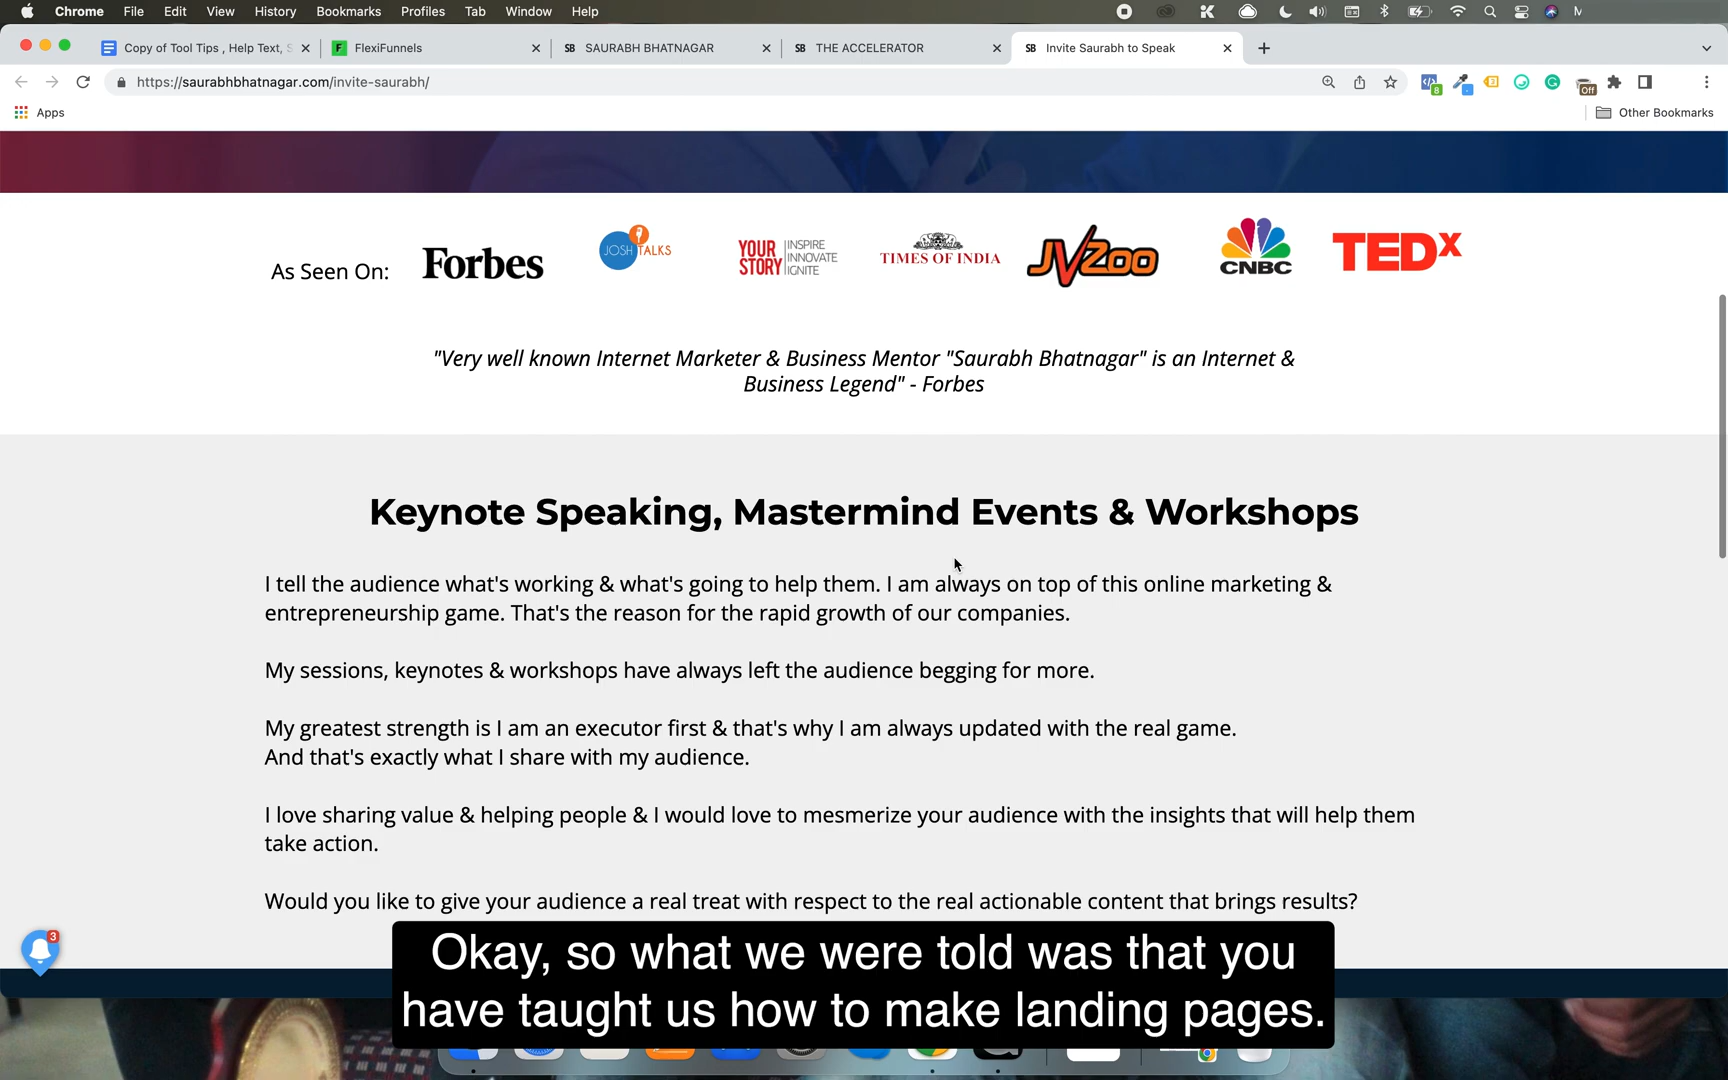 Chrome File Edit View History Bookmarks Profiles Tab Window Help
Copy of Tool Tips , Help Text, S
FlexiFunnels
SB SAURABH BHATNAGAR
SB THE ACCELERATOR
SB Invite Saurabh to Speak
https://saurabhbhatnagar.com/invite-saurabh/
8
2
Off
Apps
Other Bookmarks
As Seen On:
Forbes
JOSH TALKS
YOUR STORY
INSPIRE
INNOVATE
IGNITE
TIMES OF INDIA
JVZoo
CNBC
TEDx
"Very well known Internet Marketer & Business Mentor "Saurabh Bhatnagar" is an Internet &
Business Legend" - Forbes
Keynote Speaking, Mastermind Events & Workshops
I tell the audience what's working & what's going to help them. I am always on top of this online marketing &
entrepreneurship game. That's the reason for the rapid growth of our companies.
My sessions, keynotes & workshops have always left the audience begging for more.
My greatest strength is I am an executor first & that's why I am always updated with the real game.
And that's exactly what I share with my audience.
I love sharing value & helping people & I would love to mesmerize your audience with the insights that will help them
take action.
Would you like to give your audience a real treat with respect to the real actionable content that brings results?
3
Okay, so what we were told was that you
have taught us how to make landing pages.